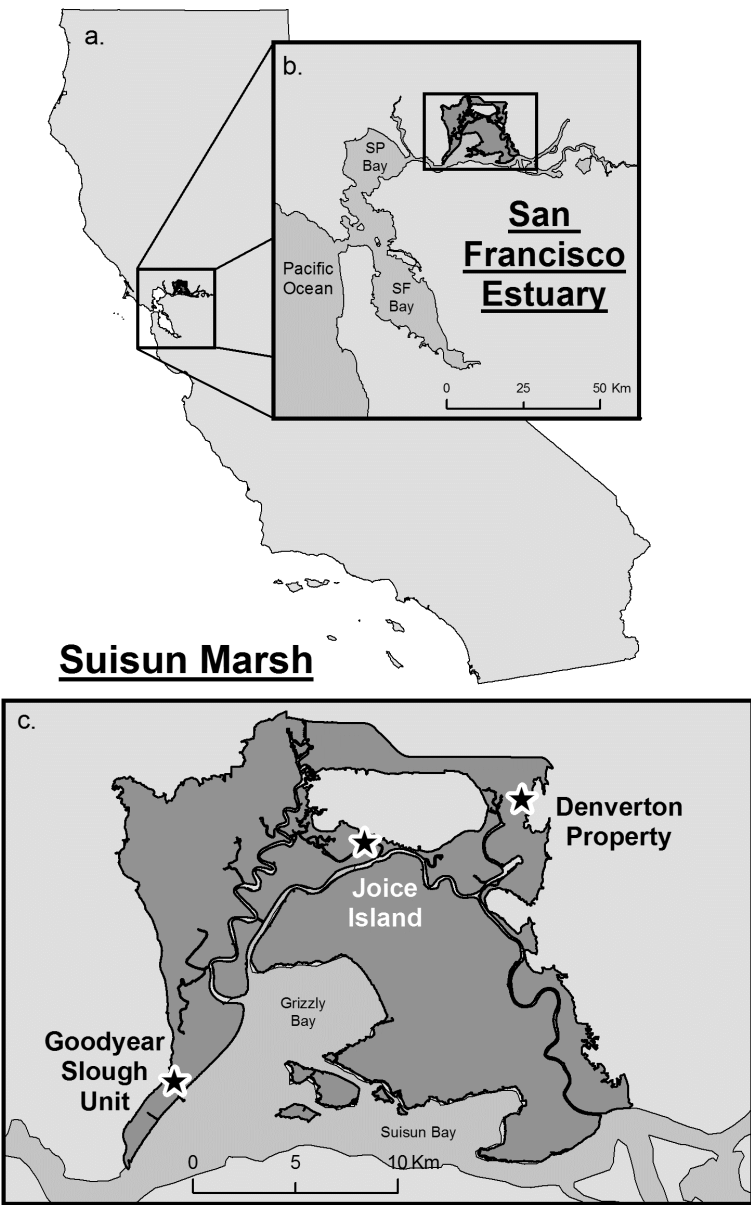 a.
b.
SP
Bay
San
Francisco
Estuary
Pacific
Ocean
SF
Bay
0 25 50 Km
Suisun Marsh
c.
Denverton
Property
Joice
Island
Grizzly
Bay
Goodyear
Slough
Unit
Suisun Bay
0 5 10 Km